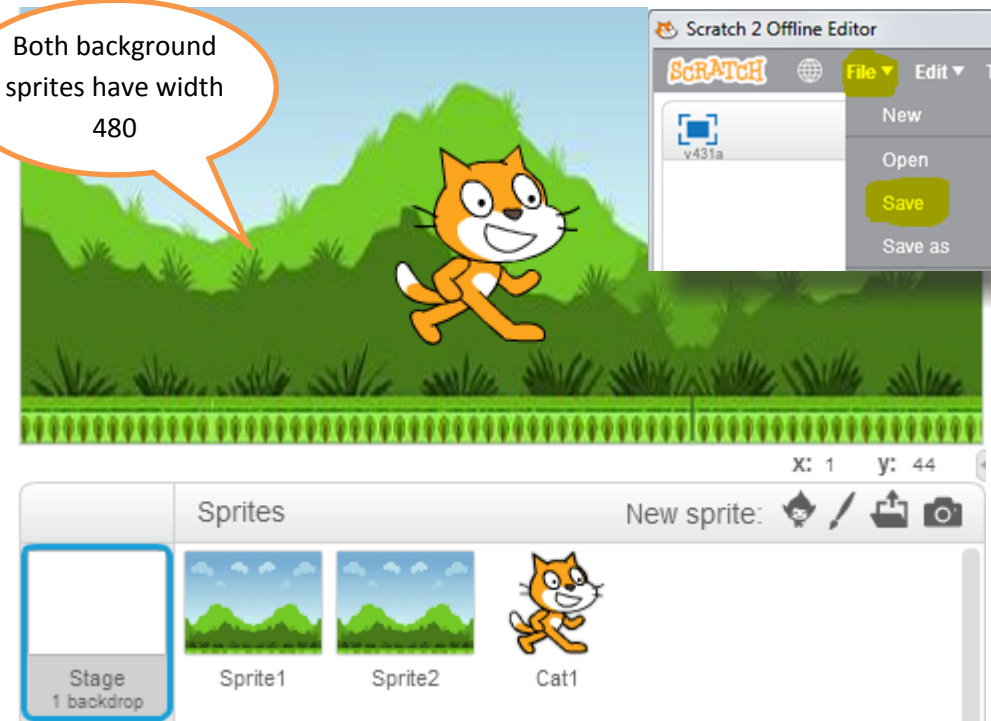 Both background
sprites have width
480
Scratch 2 Offline Editor
SCRATCH File Edit
v431a
New
Open
Save
Save as
x: 1 y: 44
Sprites New sprite:
Stage
1 backdrop
Sprite1 Sprite2 Cat1